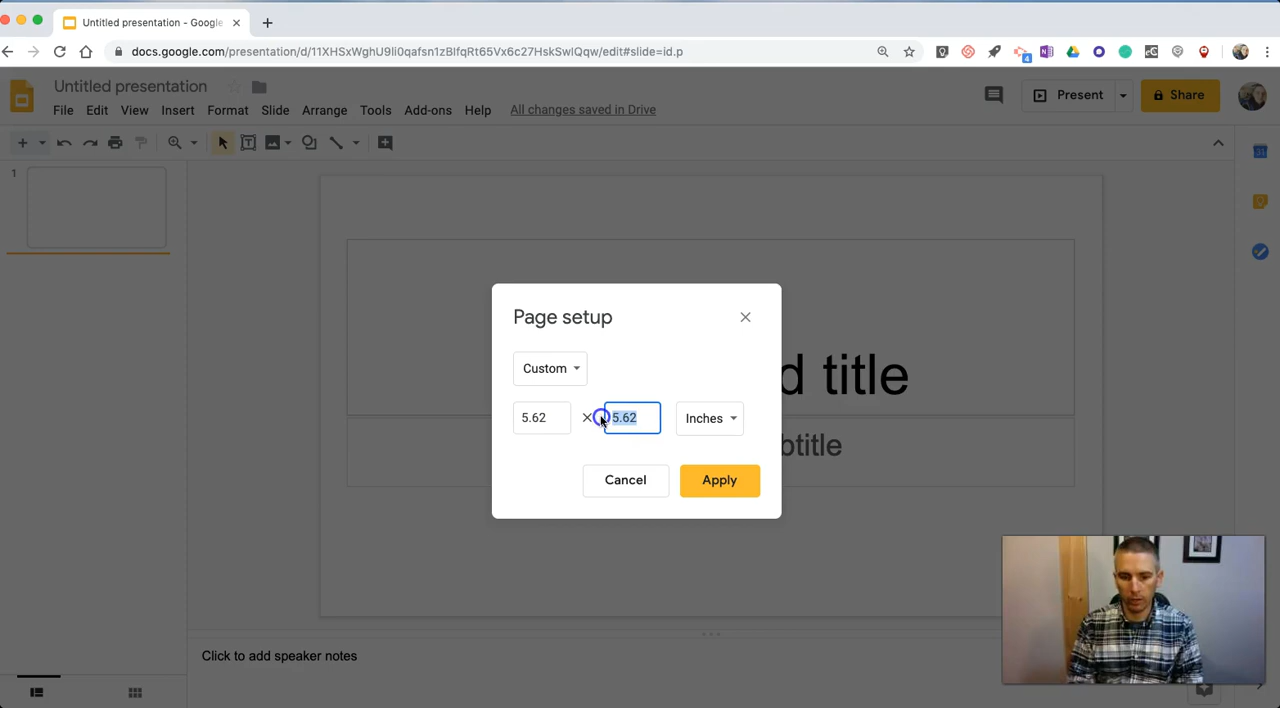 Untitled presentation - Google
docs.google.com/presentation/d/11XHSxWghU9li0qafsn1zBlfqRt65Vx6c27HskSwlQqw/edit#slide=id.p
4
Untitled presentation
File Edit View Insert Format Slide Arrange Tools Add-ons Help All changes saved in Drive
Present
Share
1
Page setup
Custom
5.62 × 5.62 Inches
Cancel Apply
d title
btitle
Click to add speaker notes